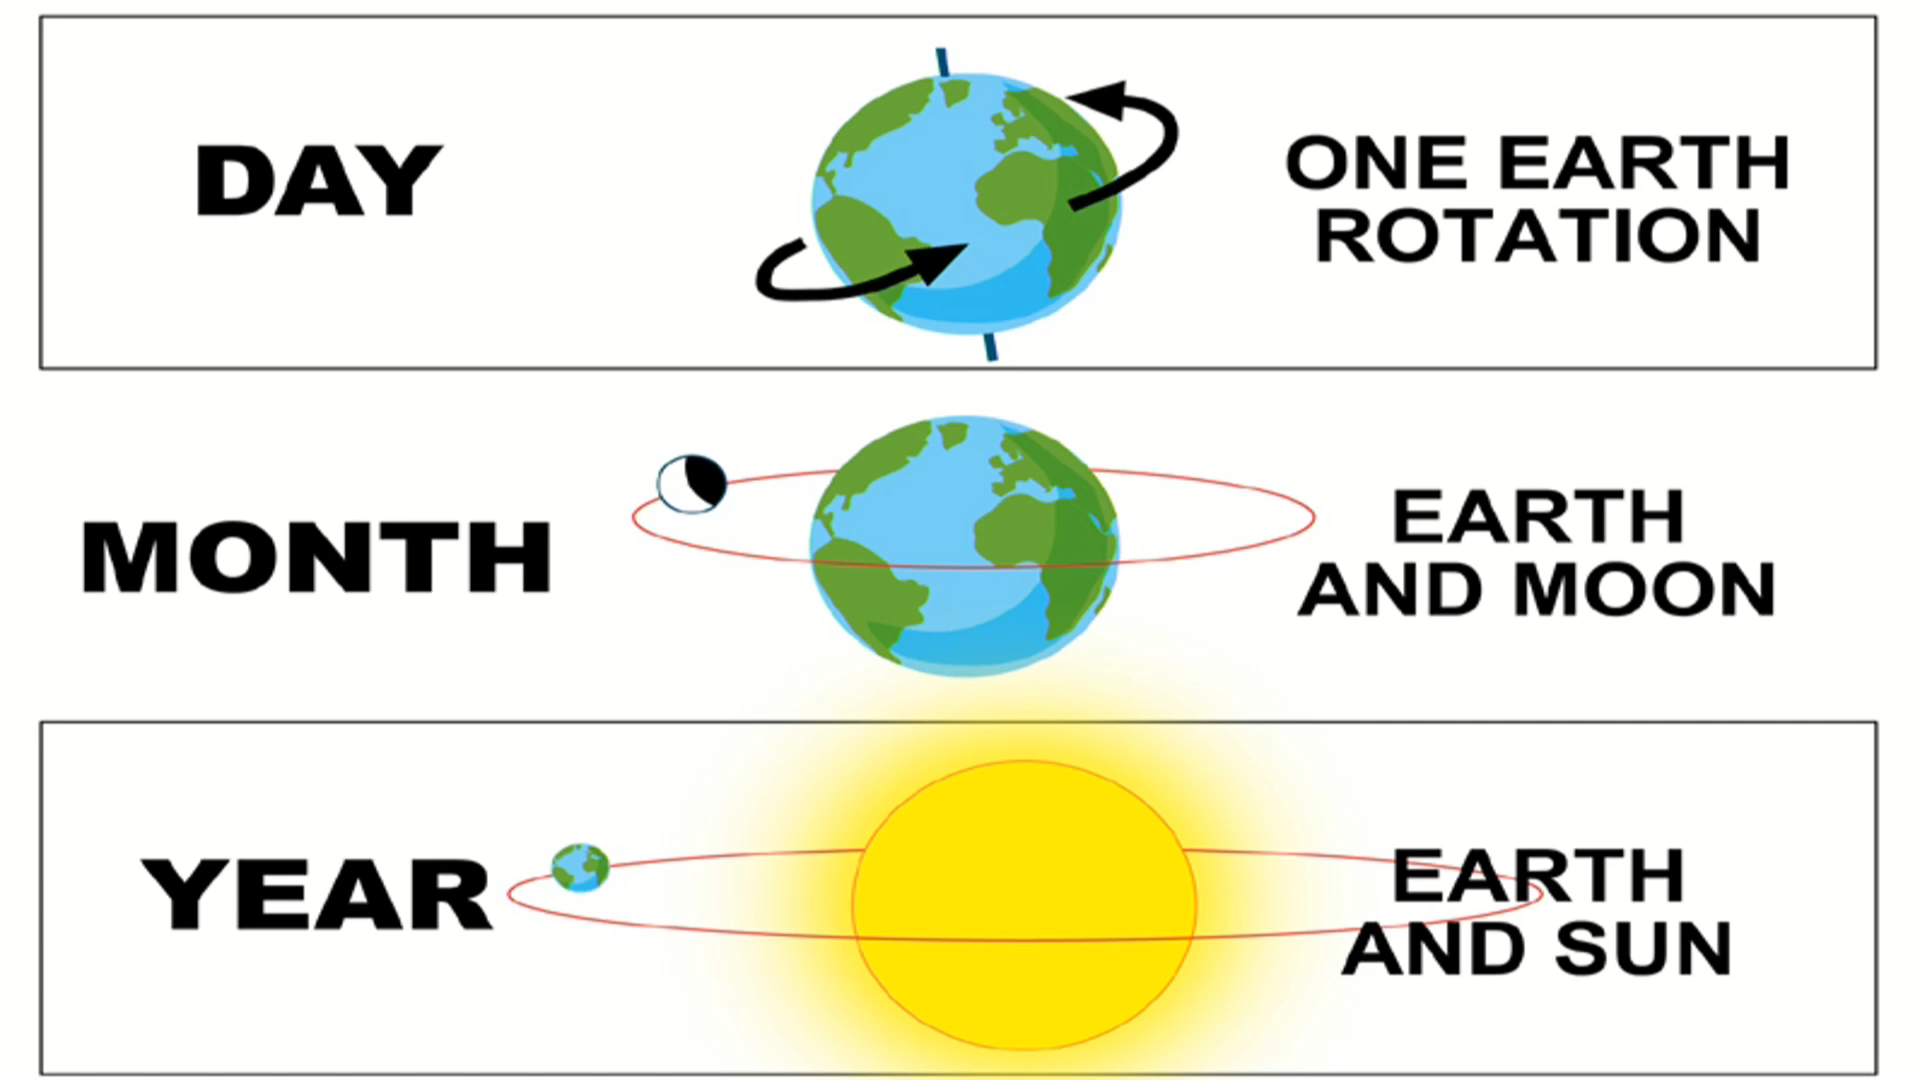 DAY
ONE EARTH
ROTATION
MONTH
EARTH
AND MOON
YEAR
EARTH
AND SUN